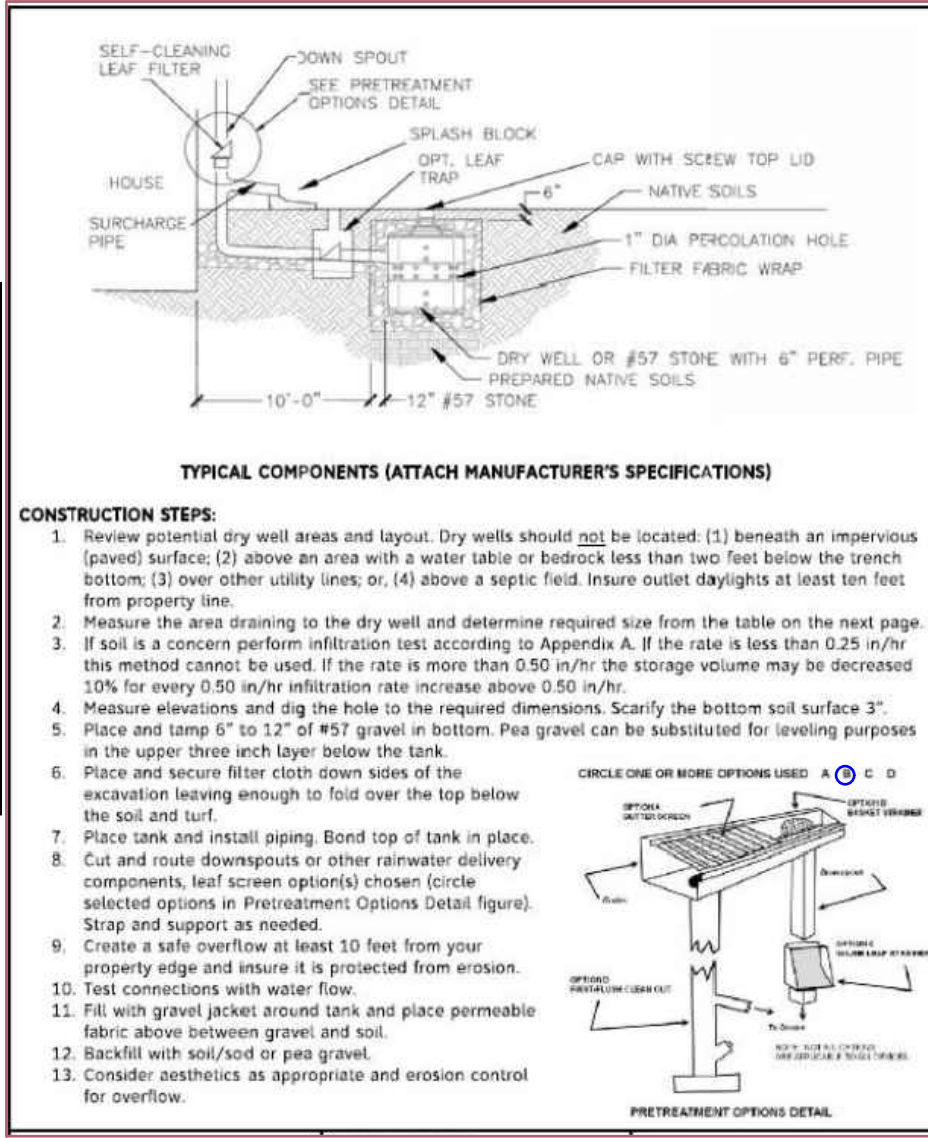 SELF-CLEANING
LEAF FILTER
DOWN SPOUT
SEE PRETREATMENT
OPTIONS DETAIL
SPLASH BLOCK
OPT. LEAF
TRAP
CAP WITH SCREW TOP LID
HOUSE
6"
NATIVE SOILS
SURCHARGE
PIPE
1" DIA PERCOLATION HOLE
FILTER FABRIC WRAP
DRY WELL OR #57 STONE WITH 6" PERF. PIPE
PREPARED NATIVE SOILS
10'-0"
12" #57 STONE
TYPICAL COMPONENTS (ATTACH MANUFACTURER'S SPECIFICATIONS)
CONSTRUCTION STEPS:
1. Review potential dry well areas and layout. Dry wells should not be located: (1) beneath an impervious
(paved) surface; (2) above an area with a water table or bedrock less than two feet below the trench
bottom; (3) over other utility lines; or, (4) above a septic field. Insure outlet daylights at least ten feet
from property line.
2. Measure the area draining to the dry well and determine required size from the table on the next page.
3. If soil is a concern perform infiltration test according to Appendix A. If the rate is less than 0.25 in/hr
this method cannot be used. If the rate is more than 0.50 in/hr the storage volume may be decreased
10% for every 0.50 in/hr infiltration rate increase above 0.50 in/hr.
4. Measure elevations and dig the hole to the required dimensions. Scarify the bottom soil surface 3".
5. Place and tamp 6" to 12" of #57 gravel in bottom. Pea gravel can be substituted for leveling purposes
in the upper three inch layer below the tank.
6. Place and secure filter cloth down sides of the
excavation leaving enough to fold over the top below
the soil and turf.
7. Place tank and install piping. Bond top of tank in place.
8. Cut and route downspouts or other rainwater delivery
components, leaf screen option(s) chosen (circle
selected options in Pretreatment Options Detail figure).
Strap and support as needed.
9. Create a safe overflow at least 10 feet from your
property edge and insure it is protected from erosion.
10. Test connections with water flow.
11. Fill with gravel jacket around tank and place permeable
fabric above between gravel and soil.
12. Backfill with soil/sod or pea gravel.
13. Consider aesthetics as appropriate and erosion control
for overflow.
CIRCLE ONE OR MORE OPTIONS USED A B C D
OPTION A
GUTTER SCREEN
BASKET STRAINER
Gutter
Downspout
OPTION D
FIRST-FLUSH CLEAN OUT
PRETREATMENT OPTIONS DETAIL